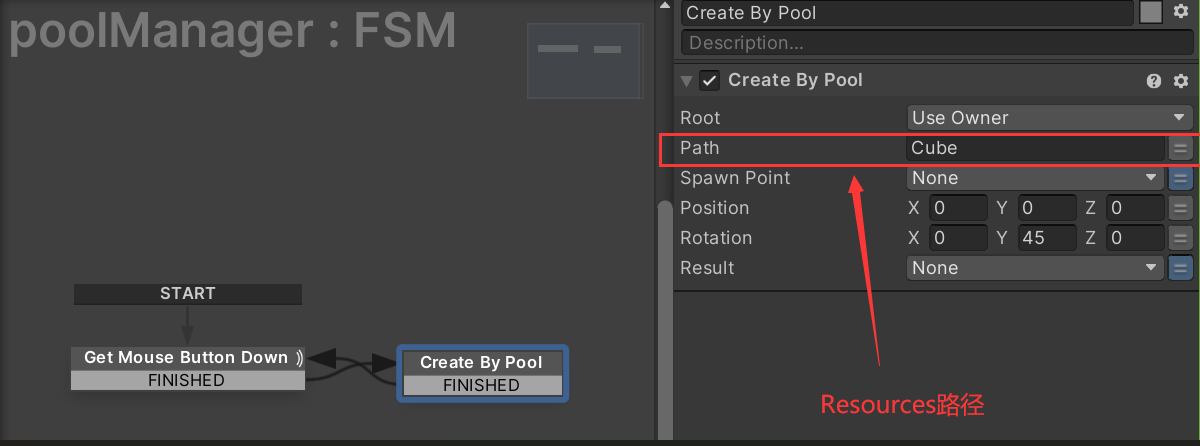 poolManager : FSM
START
Get Mouse Button Down
FINISHED
Create By Pool
FINISHED
Create By Pool
Description...
Create By Pool
Root Use Owner
Path Cube
Spawn Point None
Position X 0 Y 0 Z 0
Rotation X 0 Y 45 Z 0
Result None
Resources路径